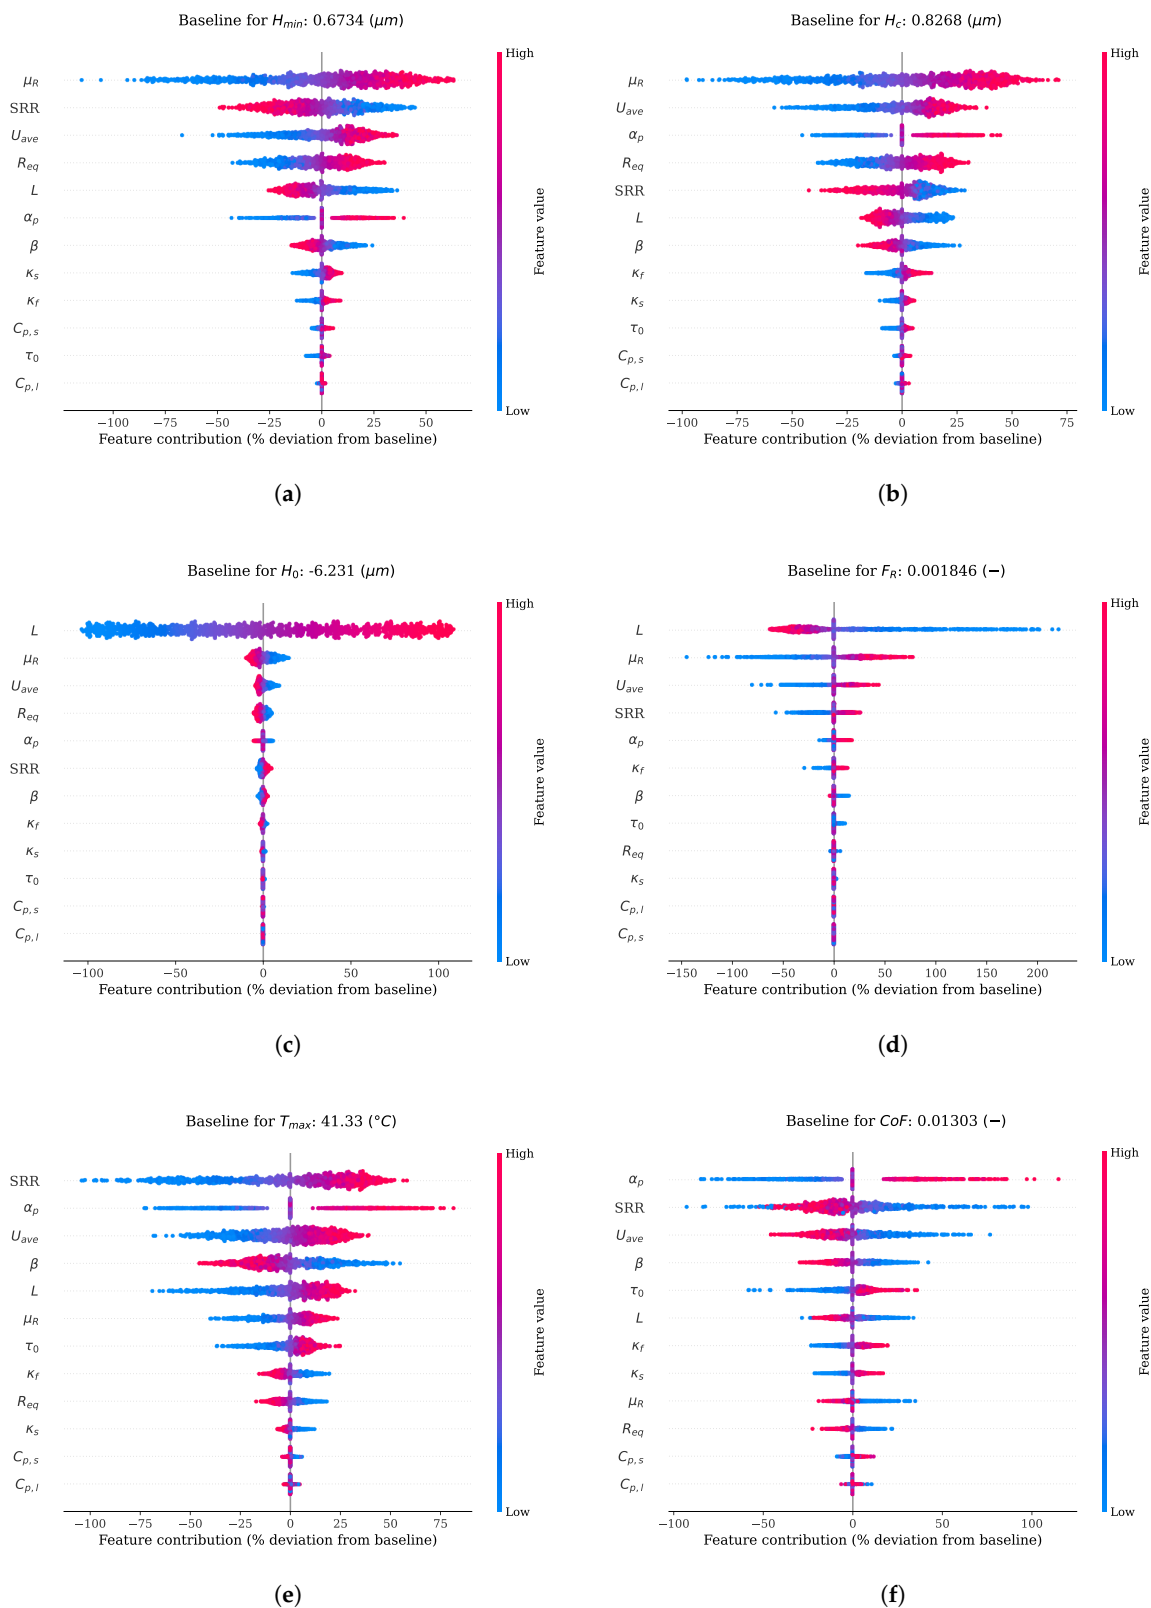 Baseline for H_min: 0.6734 (μm)
High
μ_R
SRR
U_ave
R_eq
L
α_p
β
κ_s
κ_f
C_p,s
τ_0
C_p,l
Low
Feature value
−100 −75 −50 −25 0 25 50
Feature contribution (% deviation from baseline)
(a)
Baseline for H_c: 0.8268 (μm)
High
μ_R
U_ave
α_p
R_eq
SRR
L
β
κ_f
κ_s
τ_0
C_p,s
C_p,l
Low
Feature value
−100 −75 −50 −25 0 25 50 75
Feature contribution (% deviation from baseline)
(b)
Baseline for H_0: -6.231 (μm)
High
L
μ_R
U_ave
R_eq
α_p
SRR
β
κ_f
κ_s
τ_0
C_p,s
C_p,l
Low
Feature value
−100 −50 0 50 100
Feature contribution (% deviation from baseline)
(c)
Baseline for F_R: 0.001846 (−)
High
L
μ_R
U_ave
SRR
α_p
κ_f
β
τ_0
R_eq
κ_s
C_p,l
C_p,s
Low
Feature value
−150 −100 −50 0 50 100 150 200
Feature contribution (% deviation from baseline)
(d)
Baseline for T_max: 41.33 (°C)
High
SRR
α_p
U_ave
β
L
μ_R
τ_0
κ_f
R_eq
κ_s
C_p,s
C_p,l
Low
Feature value
−100 −75 −50 −25 0 25 50 75
Feature contribution (% deviation from baseline)
(e)
Baseline for CoF: 0.01303 (−)
High
α_p
SRR
U_ave
β
τ_0
L
κ_f
κ_s
μ_R
R_eq
C_p,s
C_p,l
Low
Feature value
−100 −50 0 50 100
Feature contribution (% deviation from baseline)
(f)